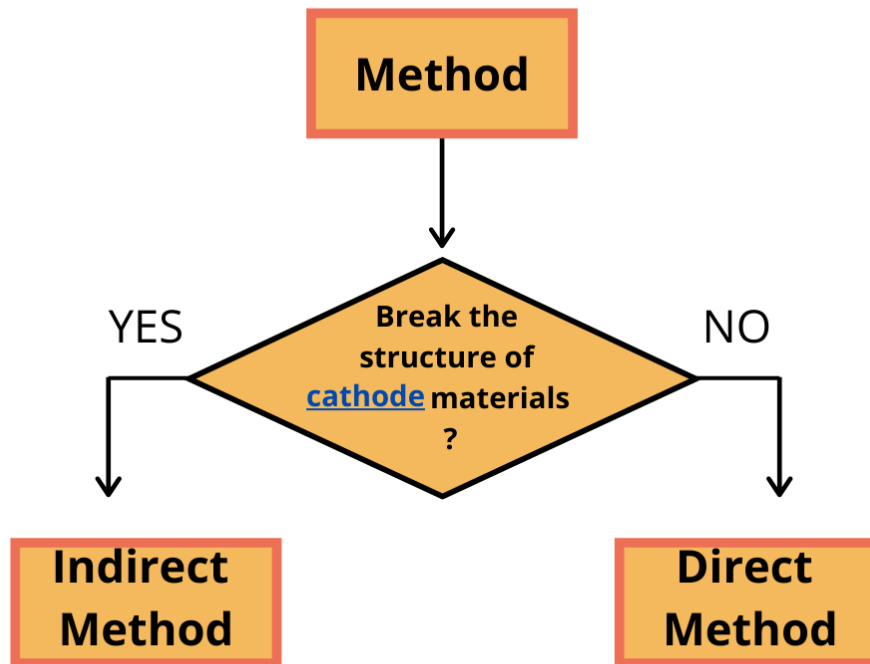 Method
YES
NO
Break the
structure of
cathode materials
?
Indirect
Method
Direct
Method